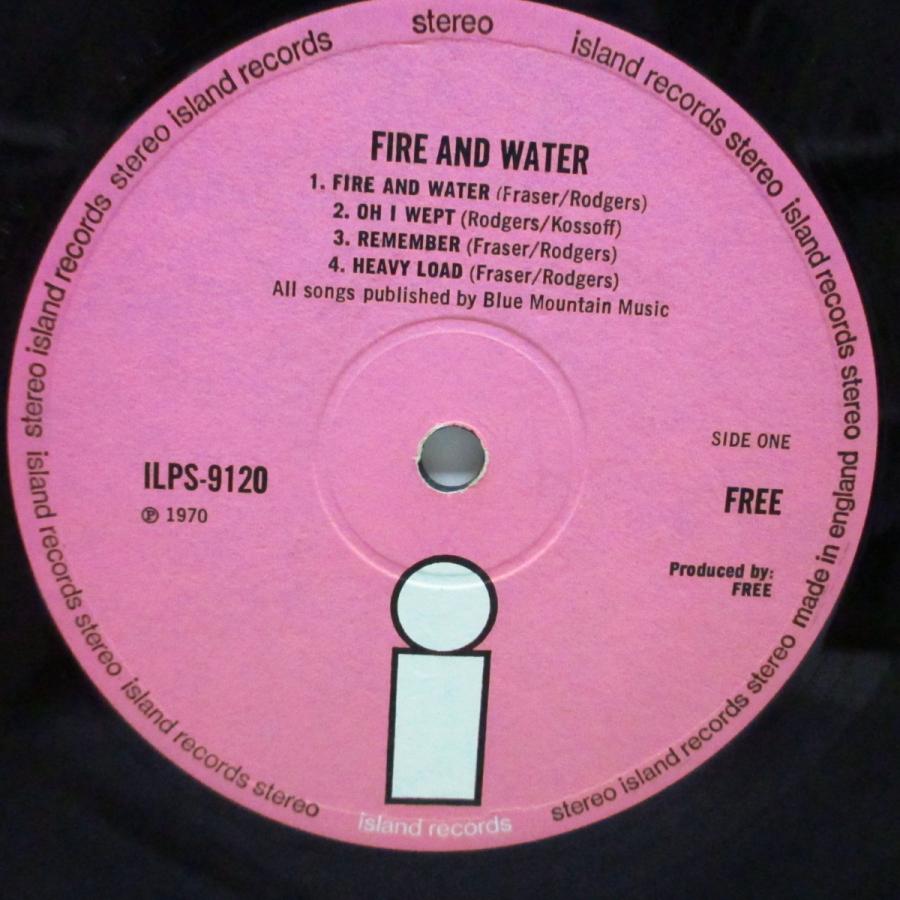 stereo
island records stereo island records stereo made in england
stereo island records stereo island records
island records stereo island records stereo
stereo island records stereo
island records
FIRE AND WATER
1. FIRE AND WATER (Fraser/Rodgers)
2. OH I WEPT (Rodgers/Kossoff)
3. REMEMBER (Fraser/Rodgers)
4. HEAVY LOAD (Fraser/Rodgers)
All songs published by Blue Mountain Music
SIDE ONE
ILPS-9120
FREE
℗ 1970
Produced by:
FREE